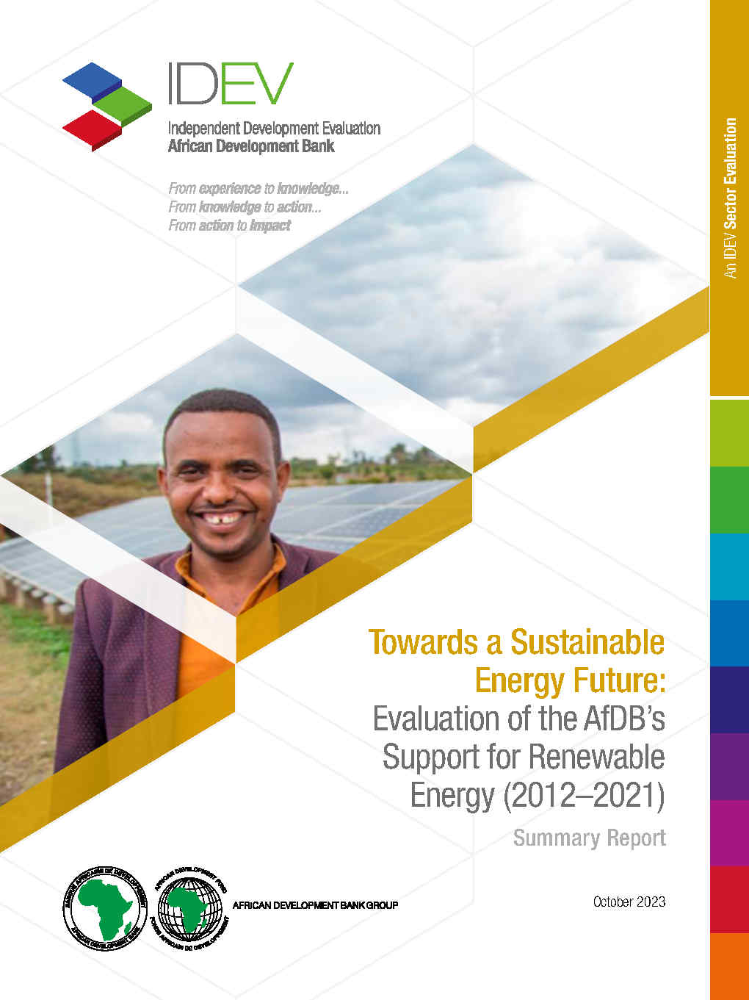 IDEV
Independent Development Evaluation
African Development Bank
From experience to knowledge...
From knowledge to action...
From action to impact
An IDEV Sector Evaluation
Towards a Sustainable
Energy Future:
Evaluation of the AfDB’s
Support for Renewable
Energy (2012–2021)
Summary Report
October 2023
BANQUE AFRICAINE DE DEVELOPPEMENT
AFRICAN DEVELOPMENT BANK
AFRICAN DEVELOPMENT FUND
FONDS AFRICAIN DE DEVELOPPEMENT
AFRICAN DEVELOPMENT BANK GROUP